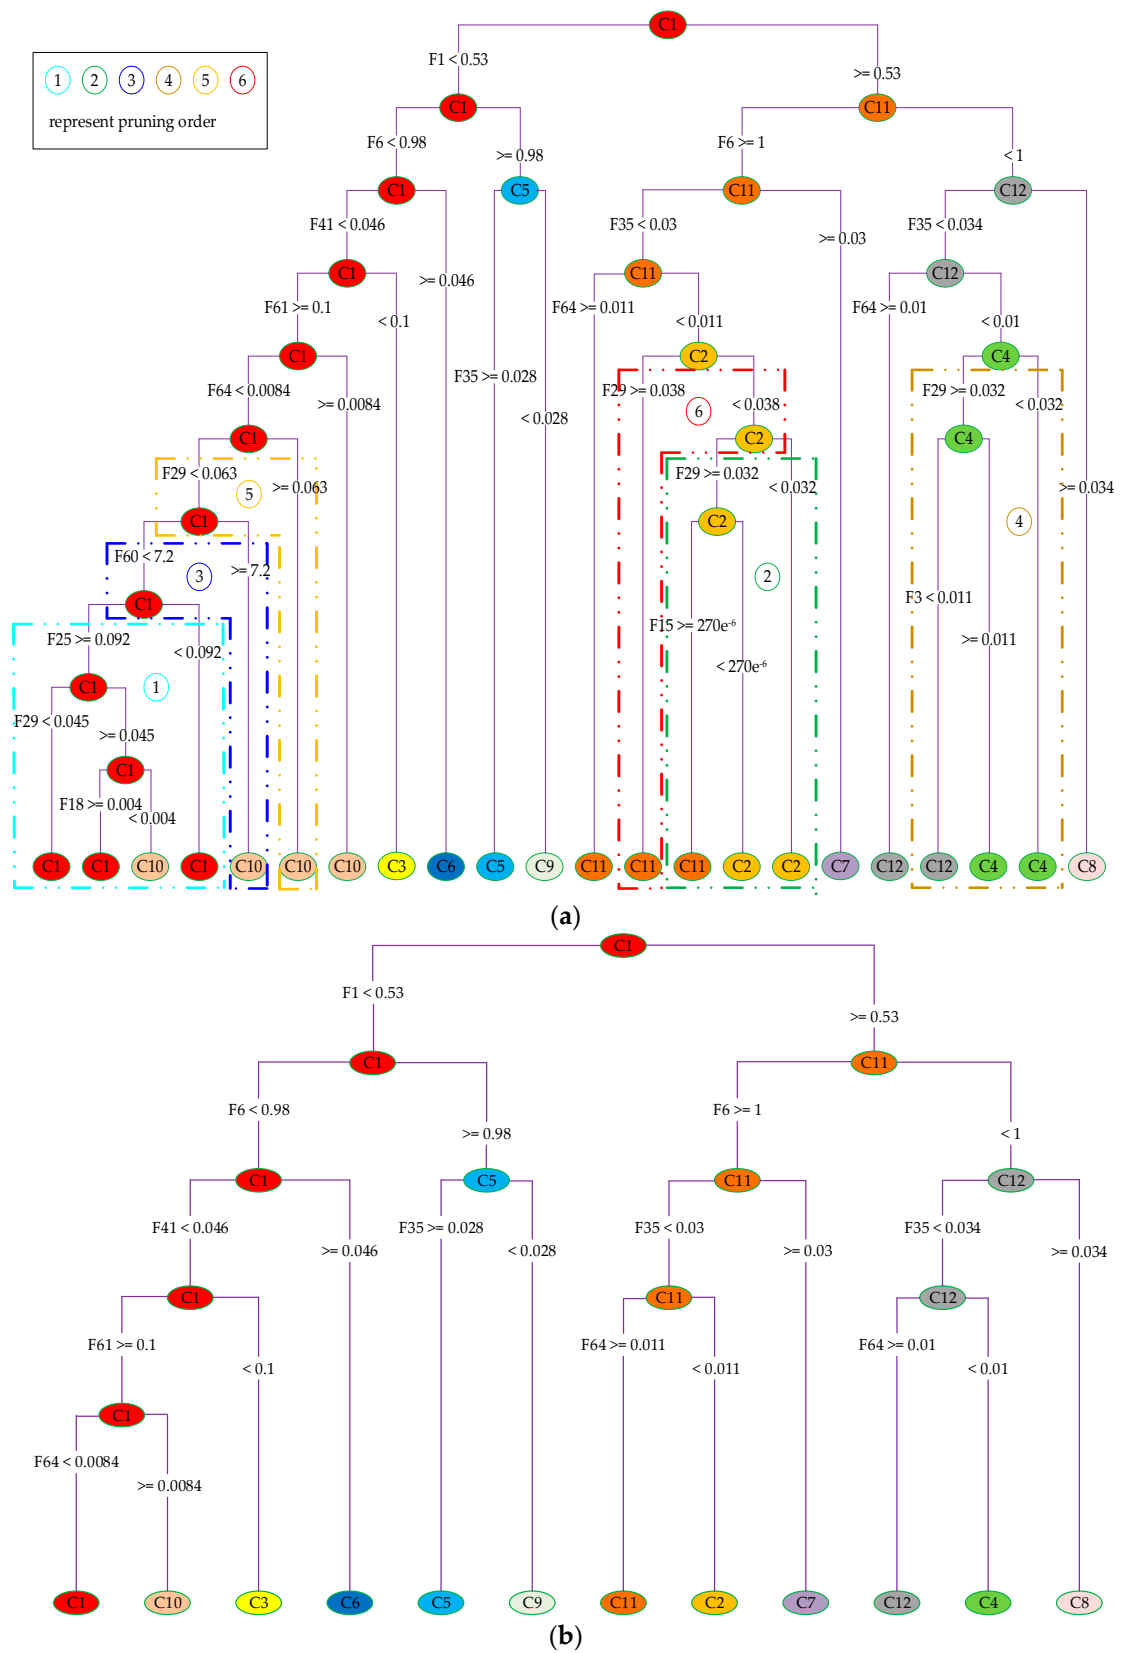 C1
F1 < 0.53
>= 0.53
1 2 3 4 5 6
represent pruning order
C1
C11
F6 < 0.98
>= 0.98
F6 >= 1
< 1
C1
C5
C11
C12
F41 < 0.046
>= 0.046
F35 < 0.03
>= 0.03
F35 < 0.034
C1
C11
C12
F61 >= 0.1
< 0.1
F64 >= 0.011
< 0.011
F64 >= 0.01
< 0.01
C1
C2
C4
F64 < 0.0084
>= 0.0084
F35 >= 0.028
< 0.028
F29 >= 0.038
6
< 0.038
F29 >= 0.032
< 0.032
C1
C2
C4
F29 < 0.063
5
>= 0.063
F29 >= 0.032
< 0.032
>= 0.034
C1
C2
4
F60 < 7.2
3
>= 7.2
2
C1
F3 < 0.011
F25 >= 0.092
< 0.092
F15 >= 270e-6
>= 0.011
< 270e-6
C1
1
F29 < 0.045
>= 0.045
C1
F18 >= 0.004
< 0.004
C1 C1 C10 C1 C10 C10 C10 C3 C6 C5 C9 C11 C11 C11 C2 C2 C7 C12 C12 C4 C4 C8
(a)
C1
F1 < 0.53
>= 0.53
C1
C11
F6 < 0.98
>= 0.98
F6 >= 1
< 1
C1
C5
C11
C12
F41 < 0.046
>= 0.046
F35 >= 0.028
< 0.028
F35 < 0.03
>= 0.03
F35 < 0.034
>= 0.034
C1
C11
C12
F61 >= 0.1
< 0.1
F64 >= 0.011
< 0.011
F64 >= 0.01
< 0.01
C1
F64 < 0.0084
>= 0.0084
C1 C10 C3 C6 C5 C9 C11 C2 C7 C12 C4 C8
(b)